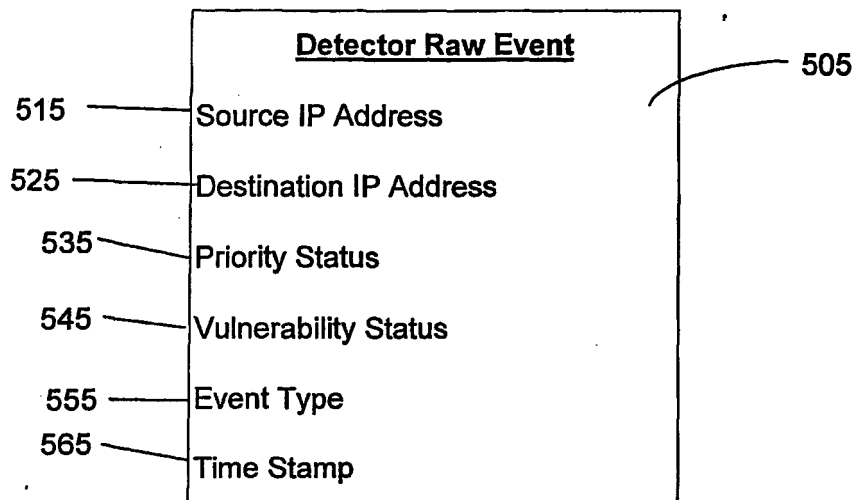 Detector Raw Event
505
515 Source IP Address
525 Destination IP Address
535 Priority Status
545 Vulnerability Status
555 Event Type
565 Time Stamp